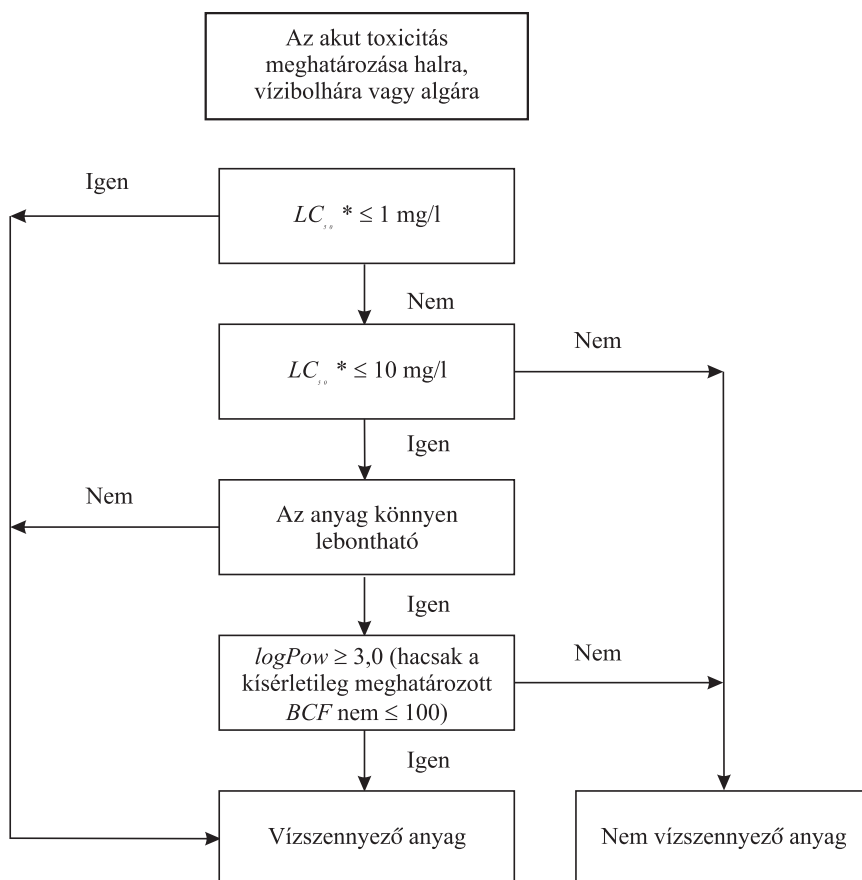 Az akut toxicitás
meghatározása halra,
vízibolhára vagy algára
Igen
LC₅₀ * ≤ 1 mg/l
Nem
LC₅₀ * ≤ 10 mg/l
Nem
Igen
Nem
Az anyag könnyen
lebontható
Igen
logPow ≥ 3,0 (hacsak a
kísérletileg meghatározott
BCF nem ≤ 100)
Nem
Igen
Vízszennyező anyag
Nem vízszennyező anyag